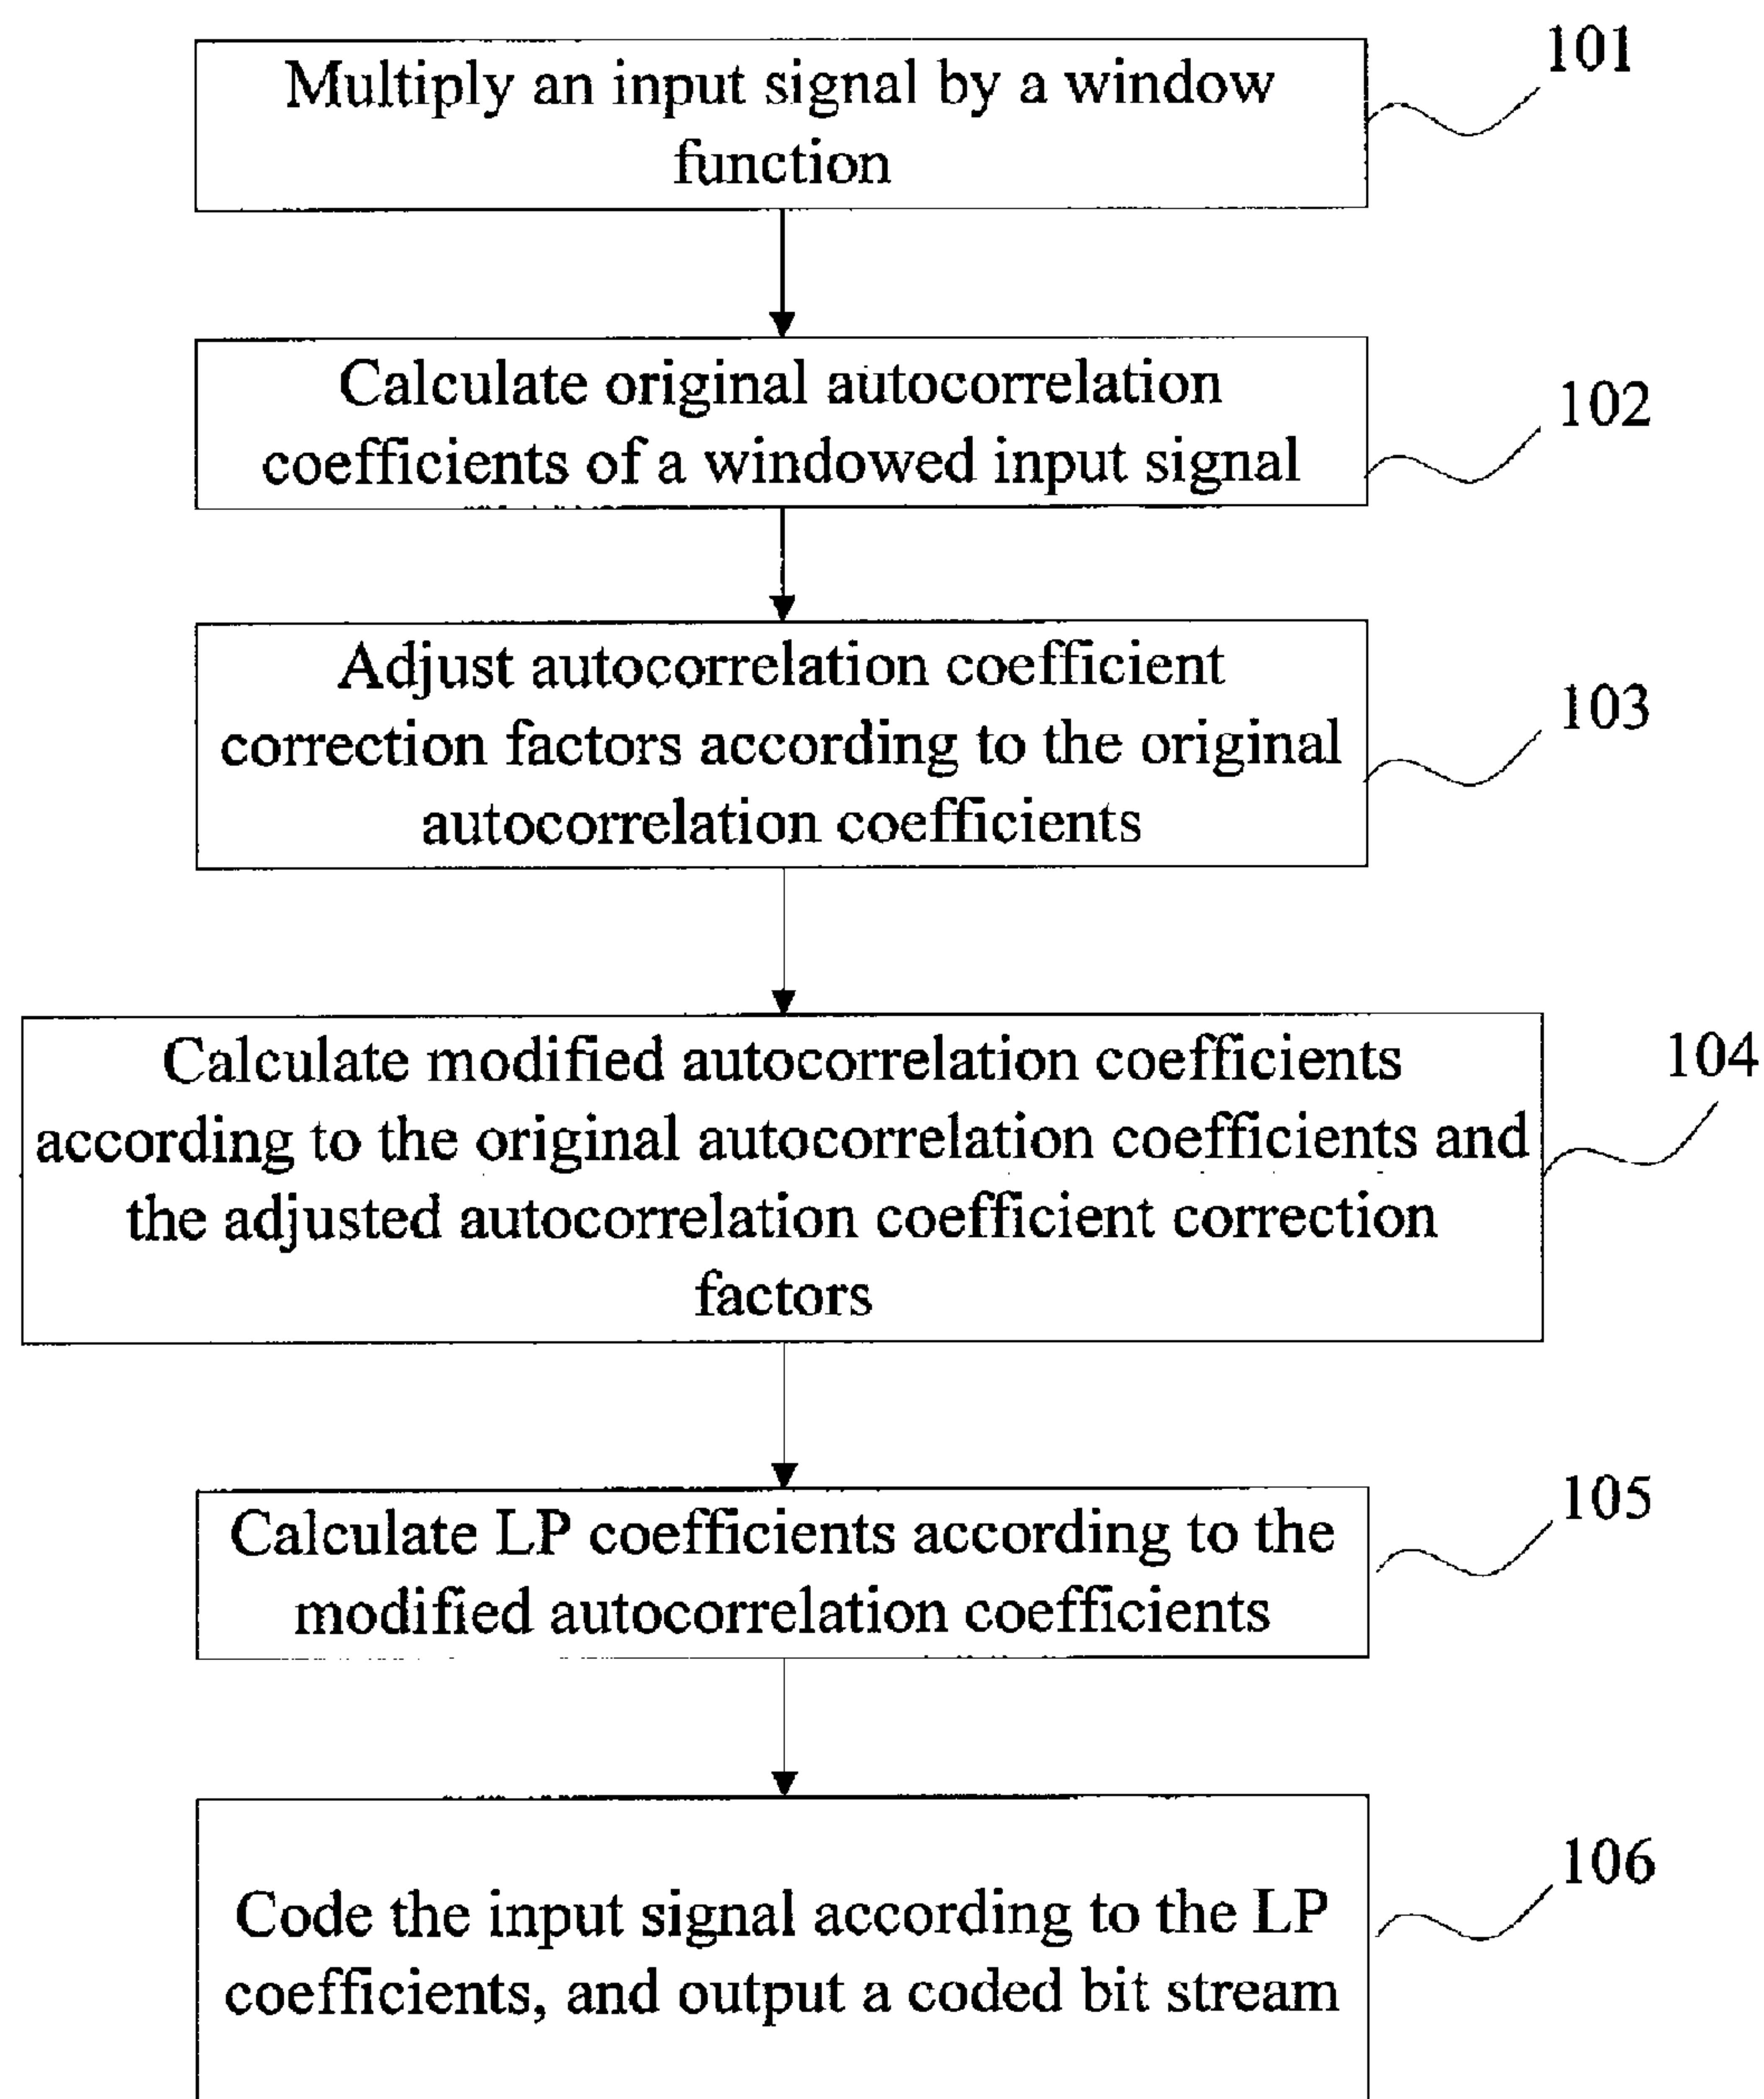 Multiply an input signal by a window
function
101
Calculate original autocorrelation
coefficients of a windowed input signal
102
Adjust autocorrelation coefficient
correction factors according to the original
autocorrelation coefficients
103
Calculate modified autocorrelation coefficients
according to the original autocorrelation coefficients and
the adjusted autocorrelation coefficient correction
factors
104
Calculate LP coefficients according to the
modified autocorrelation coefficients
105
Code the input signal according to the LP
coefficients, and output a coded bit stream
106